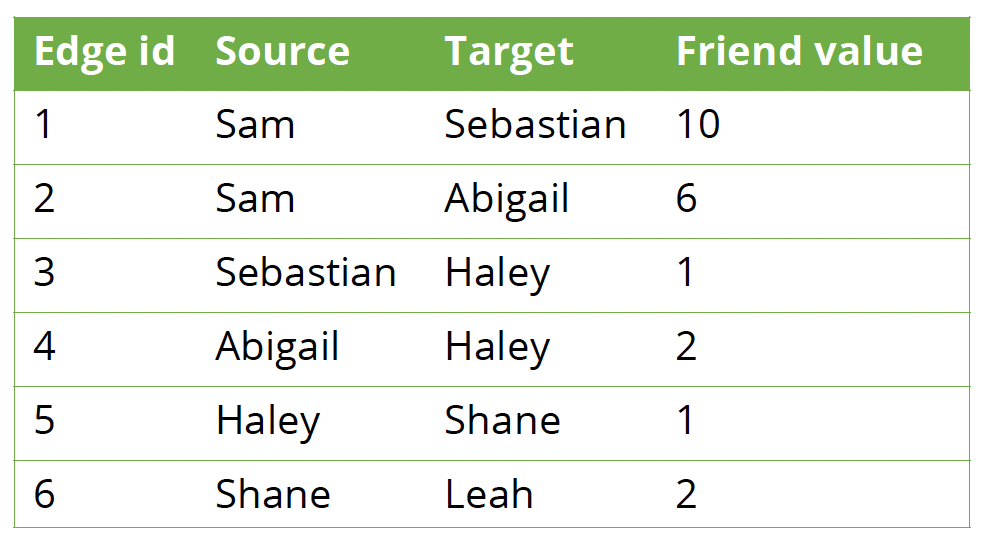 Edge id Source Target Friend value
1 Sam Sebastian 10
2 Sam Abigail 6
3 Sebastian Haley 1
4 Abigail Haley 2
5 Haley Shane 1
6 Shane Leah 2